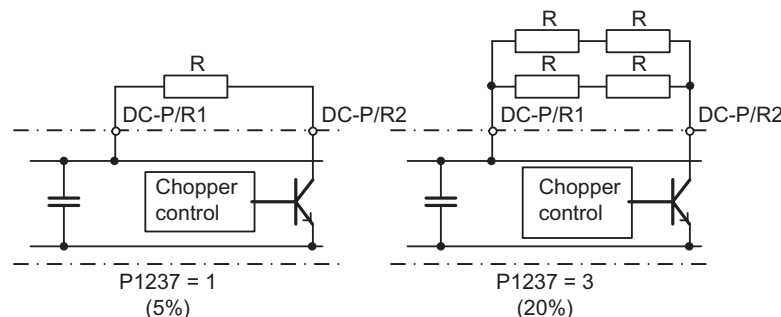 R
DC-P/R1
DC-P/R2
Chopper
control
P1237 = 1
(5%)
R
R
R
R
DC-P/R1
DC-P/R2
Chopper
control
P1237 = 3
(20%)